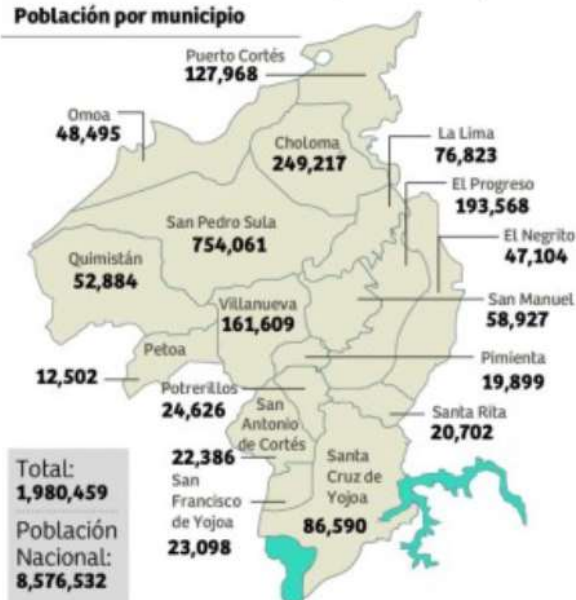 Población por municipio
Puerto Cortés
127,968
Omoa
48,495
Choloma
249,217
La Lima
76,823
El Progreso
193,568
San Pedro Sula
754,061
El Negrito
47,104
Quimistán
52,884
Villanueva
161,609
San Manuel
58,927
Petoa
12,502
Pimienta
19,899
Potrerillos
24,626
San
Antonio
de Cortés
22,386
Santa Rita
20,702
San
Francisco
de Yojoa
23,098
Santa
Cruz de
Yojoa
86,590
Total:
1,980,459
Población
Nacional:
8,576,532